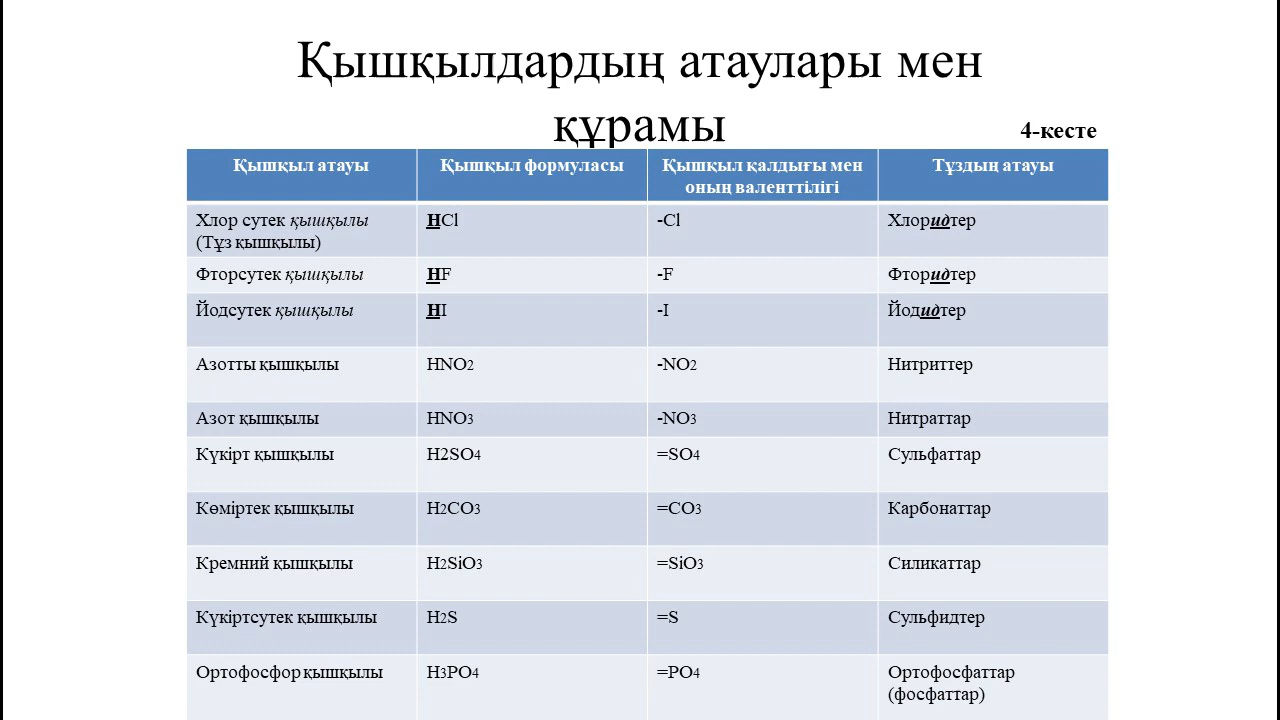 Қышқылдардың атаулары мен
құрамы
4-кесте
Қышқыл атауы
Қышқыл формуласы
Қышқыл қалдығы мен
оның валенттілігі
Тұздың атауы
Хлор сутек қышқылы
(Тұз қышқылы)
HCl
-Cl
Хлоридтер
Фторсутек қышқылы
HF
-F
Фторидтер
Йодсутек қышқылы
HI
-I
Йодидтер
Азотты қышқылы
HNO2
-NO2
Нитриттер
Азот қышқылы
HNO3
-NO3
Нитраттар
Күкірт қышқылы
H2SO4
=SO4
Сульфаттар
Көміртек қышқылы
H2CO3
=CO3
Карбонаттар
Кремний қышқылы
H2SiO3
=SiO3
Силикаттар
Күкіртсутек қышқылы
H2S
=S
Сульфидтер
Ортофосфор қышқылы
H3PO4
=PO4
Ортофосфаттар
(фосфаттар)